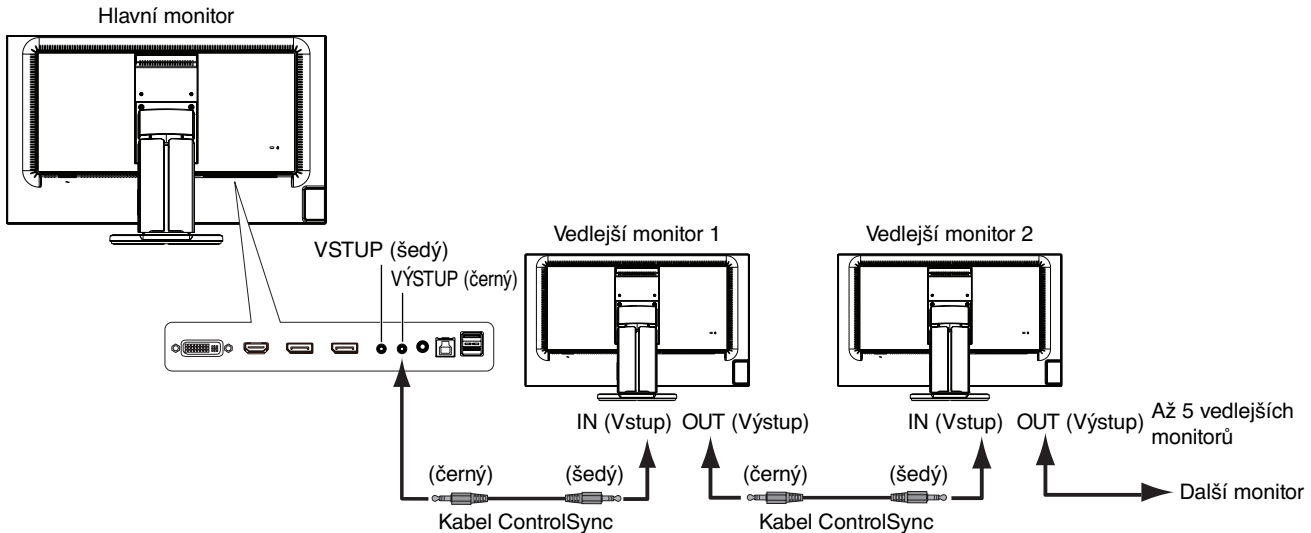 Hlavní monitor
VSTUP (šedý)
VÝSTUP (černý)
Vedlejší monitor 1
Vedlejší monitor 2
IN (Vstup)
OUT (Výstup)
IN (Vstup)
OUT (Výstup)
Až 5 vedlejších
monitorů
(černý)
(šedý)
(černý)
(šedý)
Další monitor
Kabel ControlSync
Kabel ControlSync